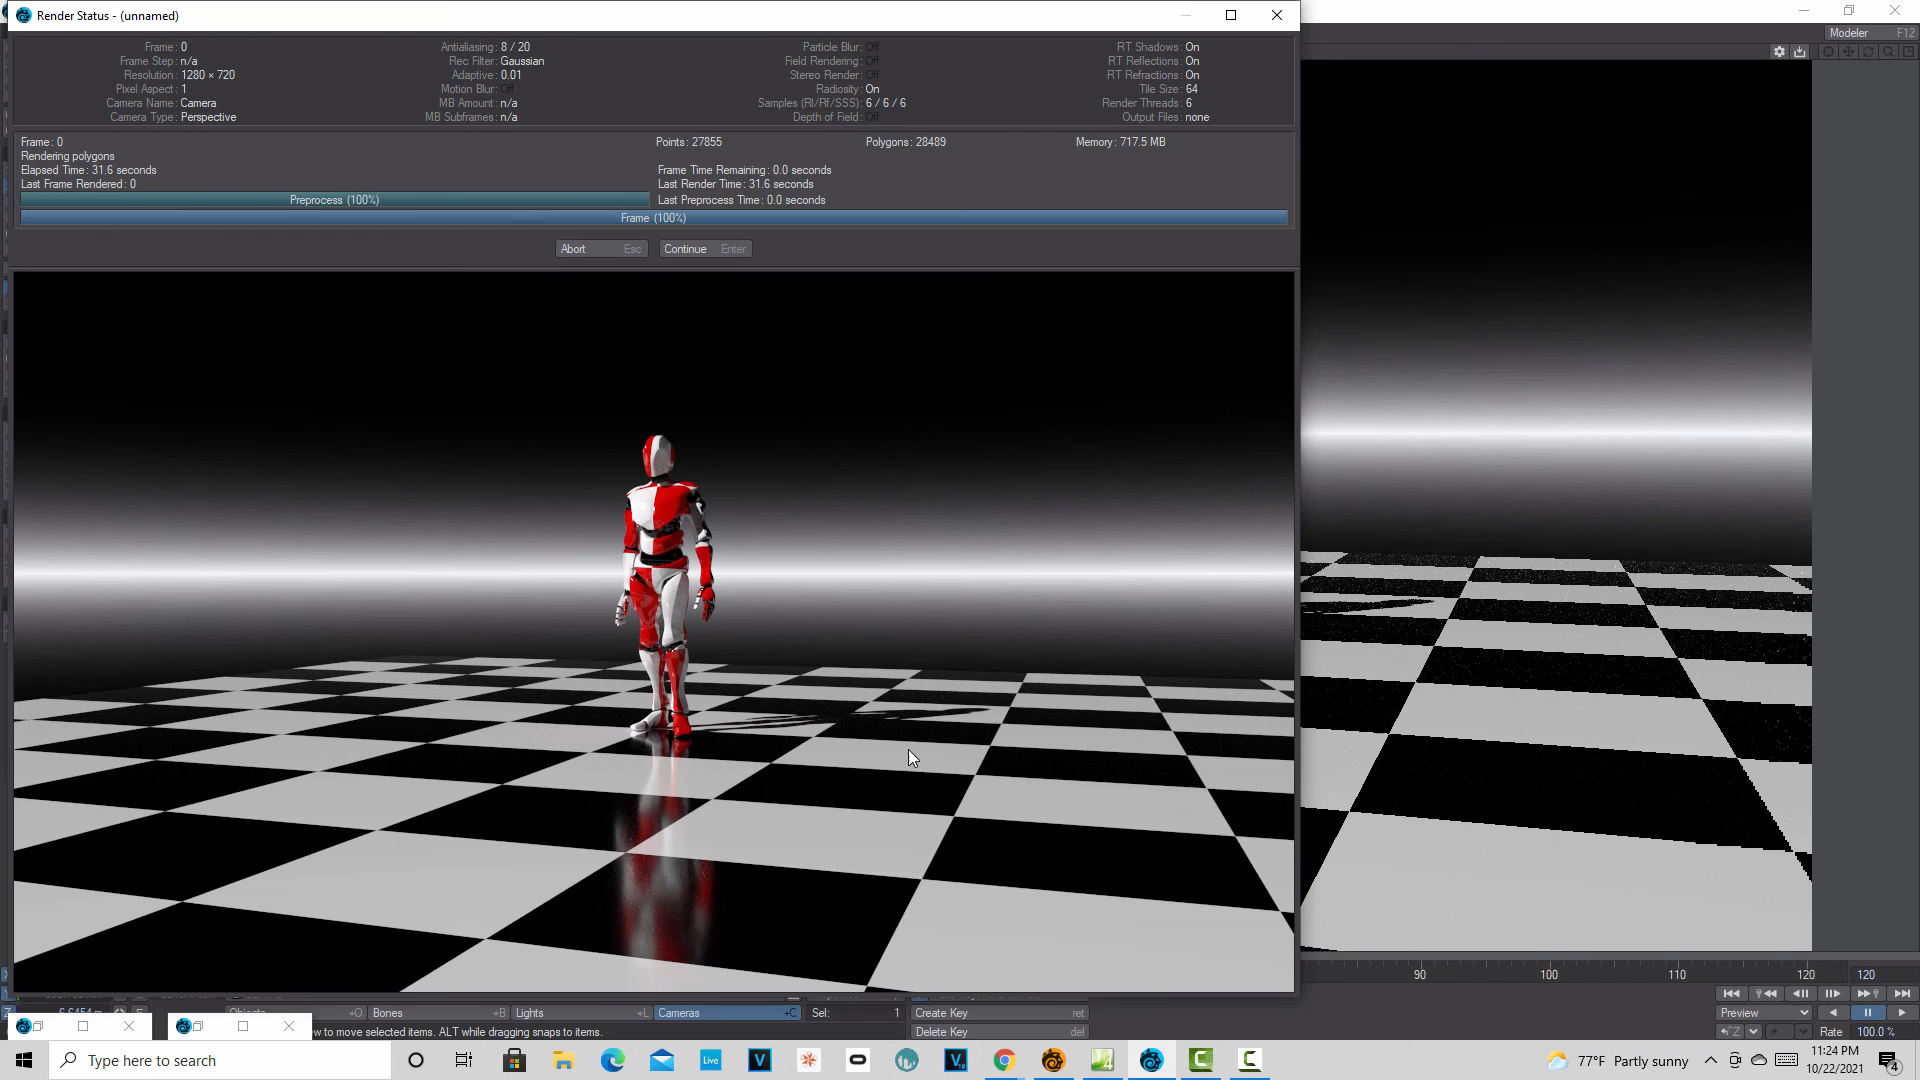 Render Status - (unnamed)
Modeler F12
Frame : 0
Frame Step : n/a
Resolution : 1280 × 720
Pixel Aspect : 1
Camera Name : Camera
Camera Type : Perspective
Antialiasing : 8 / 20
Rec Filter : Gaussian
Adaptive : 0.01
Motion Blur : Off
MB Amount : n/a
MB Subframes : n/a
Particle Blur : Off
Field Rendering : Off
Stereo Render : Off
Radiosity : On
Samples (Rl/Rf/SSS) : 6 / 6 / 6
Depth of Field : Off
RT Shadows : On
RT Reflections : On
RT Refractions : On
Tile Size : 64
Render Threads : 6
Output Files : none
Frame : 0
Points : 27855
Polygons : 28489
Memory : 717.5 MB
Rendering polygons
Elapsed Time : 31.6 seconds
Frame Time Remaining : 0.0 seconds
Last Frame Rendered : 0
Last Render Time : 31.6 seconds
Preprocess (100%)
Last Preprocess Time : 0.0 seconds
Frame (100%)
Abort Esc
Continue Enter
90 100 110 120 120
Preview
Bones +B
Lights +L
Cameras +C
Sel: 1
Create Key ret
to move selected items. ALT while dragging snaps to items.
Delete Key del
Rate 100.0 %
Type here to search
Live
77°F Partly sunny
11:24 PM
10/22/2021
4